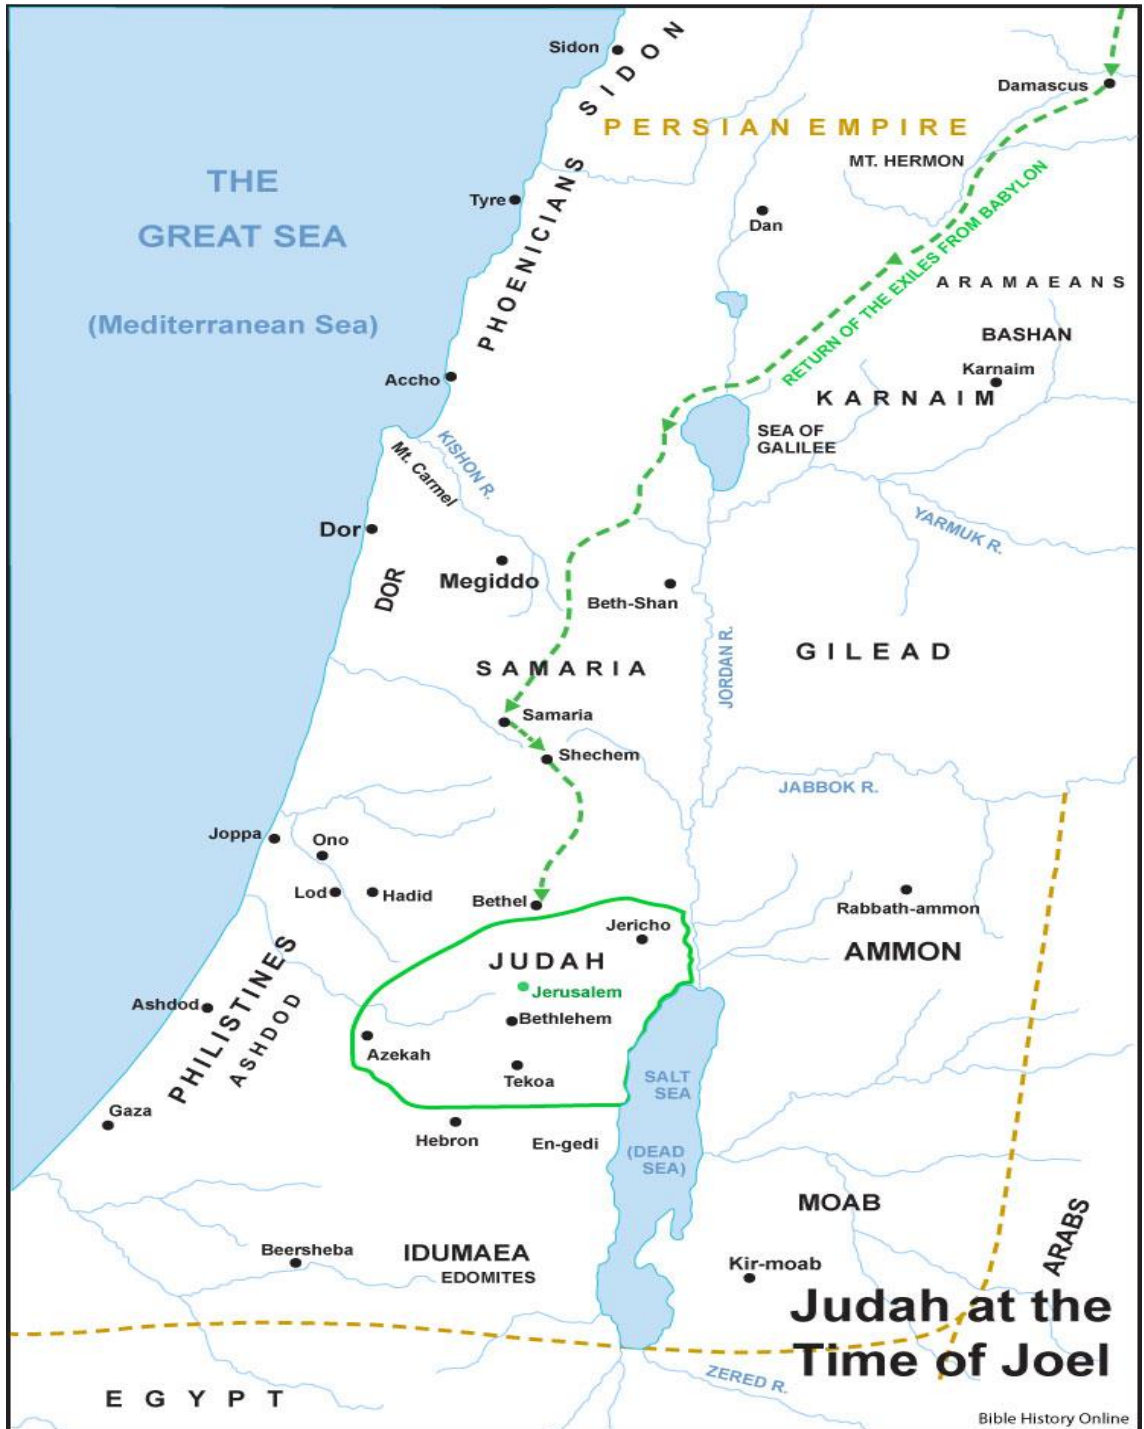 Sidon
SIDON
Damascus
PERSIAN EMPIRE
MT. HERMON
THE
GREAT SEA
(Mediterranean Sea)
Tyre
PHOENICIANS
Dan
RETURN OF THE EXILES FROM BABYLON
ARAMAEANS
BASHAN
Karnaim
KARNAIM
Accho
SEA OF
GALILEE
KISHON R.
Mt. Carmel
YARMUK R.
Dor
DOR
Megiddo
Beth-Shan
JORDAN R.
GILEAD
SAMARIA
Samaria
Shechem
JABBOK R.
Joppa
Ono
Lod
Hadid
Bethel
Rabbath-ammon
Jericho
JUDAH
AMMON
Jerusalem
PHILISTINES
ASHDOD
Ashdod
Bethlehem
Azekah
Tekoa
SALT
SEA
Gaza
Hebron
En-gedi
(DEAD
SEA)
MOAB
ARABS
Beersheba
IDUMAEA
EDOMITES
Kir-moab
Judah at the
Time of Joel
ZERED R.
EGYPT
Bible History Online